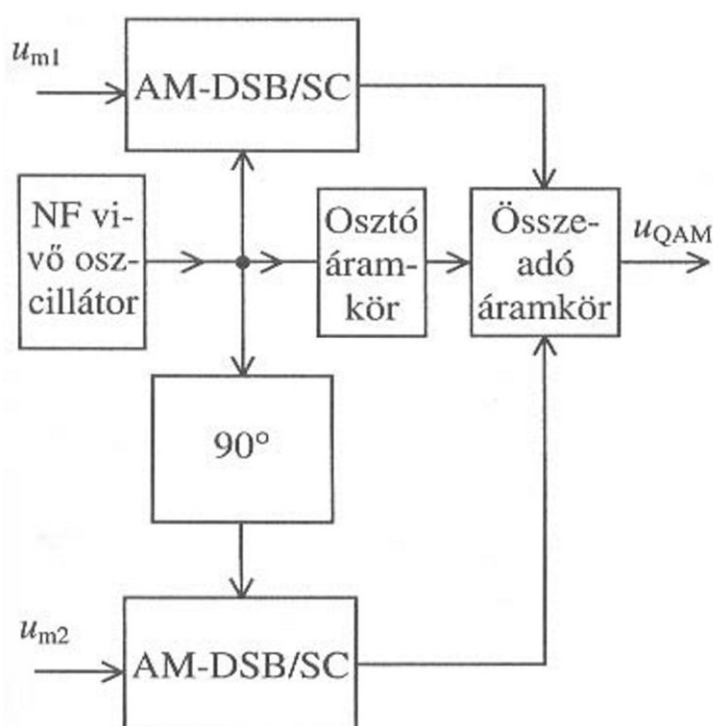 u_m1
AM-DSB/SC
NF vi-
vő osz-
cillátor
Osztó
áram-
kör
Össze-
adó
áramkör
u_QAM
90°
u_m2
AM-DSB/SC